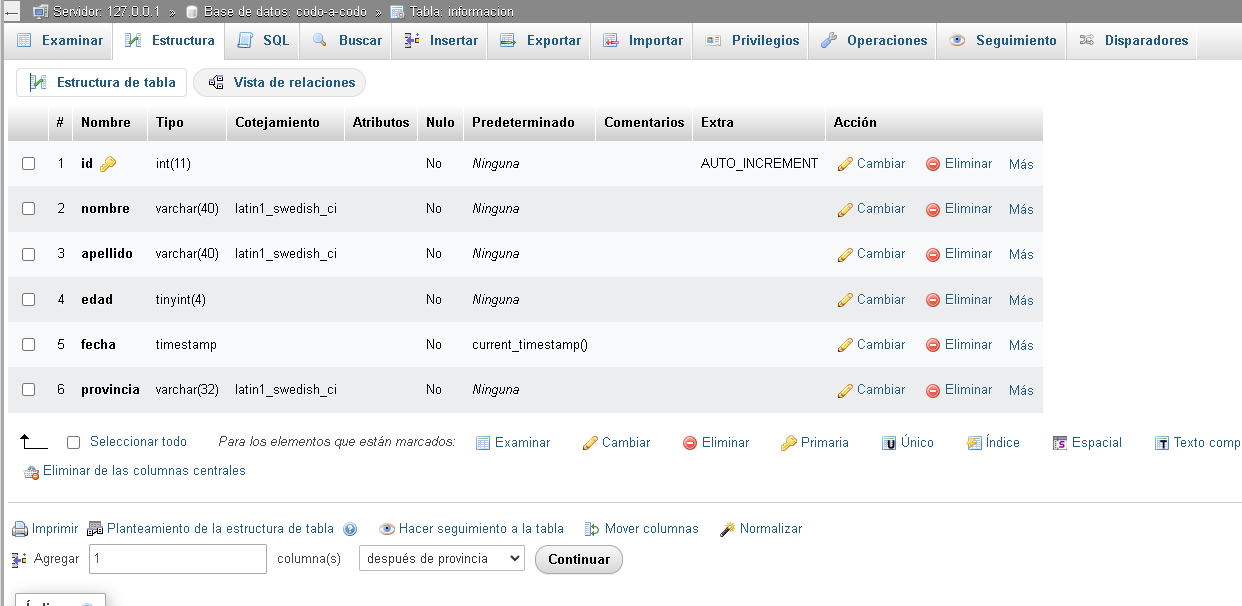 Servidor: 127.0.0.1 » Base de datos: codo-a-codo » Tabla: informacion
Examinar Estructura SQL Buscar Insertar Exportar Importar Privilegios Operaciones Seguimiento Disparadores
Estructura de tabla Vista de relaciones
# Nombre Tipo Cotejamiento Atributos Nulo Predeterminado Comentarios Extra Acción
1 id int(11) No Ninguna AUTO_INCREMENT Cambiar Eliminar Más
2 nombre varchar(40) latin1_swedish_ci No Ninguna Cambiar Eliminar Más
3 apellido varchar(40) latin1_swedish_ci No Ninguna Cambiar Eliminar Más
4 edad tinyint(4) No Ninguna Cambiar Eliminar Más
5 fecha timestamp No current_timestamp() Cambiar Eliminar Más
6 provincia varchar(32) latin1_swedish_ci No Ninguna Cambiar Eliminar Más
Seleccionar todo Para los elementos que están marcados: Examinar Cambiar Eliminar Primaria Único Índice Espacial Texto comp
Eliminar de las columnas centrales
Imprimir Planteamiento de la estructura de tabla Hacer seguimiento a la tabla Mover columnas Normalizar
Agregar 1 columna(s) después de provincia Continuar